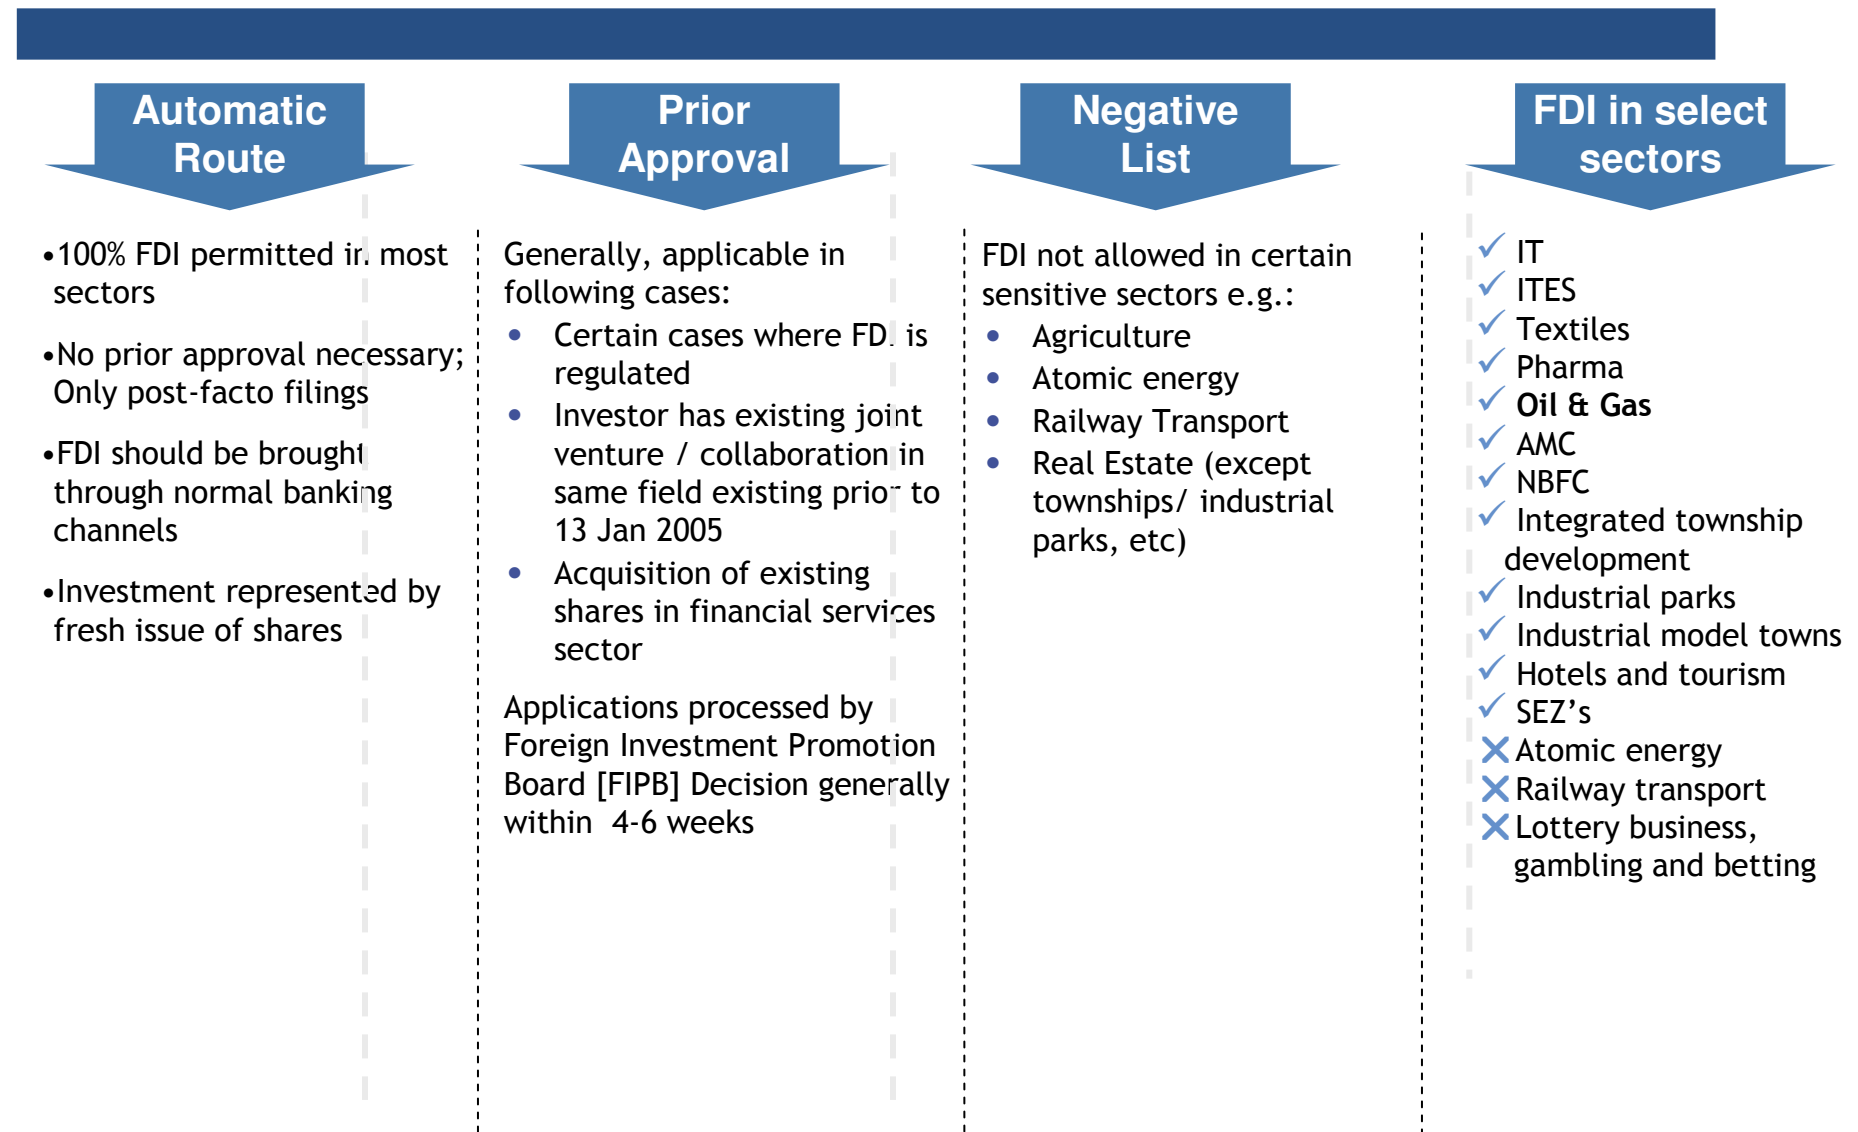 Automatic
Route
•100% FDI permitted in most
sectors
•No prior approval necessary;
Only post-facto filings
•FDI should be brought
through normal banking
channels
•Investment represented by
fresh issue of shares
Prior
Approval
Generally, applicable in
following cases:
• Certain cases where FDI is
regulated
• Investor has existing joint
venture / collaboration in
same field existing prior to
13 Jan 2005
• Acquisition of existing
shares in financial services
sector
Applications processed by
Foreign Investment Promotion
Board [FIPB] Decision generally
within 4-6 weeks
Negative
List
FDI not allowed in certain
sensitive sectors e.g.:
• Agriculture
• Atomic energy
• Railway Transport
• Real Estate (except
townships/ industrial
parks, etc)
FDI in select
sectors
✓ IT
✓ ITES
✓ Textiles
✓ Pharma
✓ Oil & Gas
✓ AMC
✓ NBFC
✓ Integrated township
development
✓ Industrial parks
✓ Industrial model towns
✓ Hotels and tourism
✓ SEZ’s
✕ Atomic energy
✕ Railway transport
✕ Lottery business,
gambling and betting